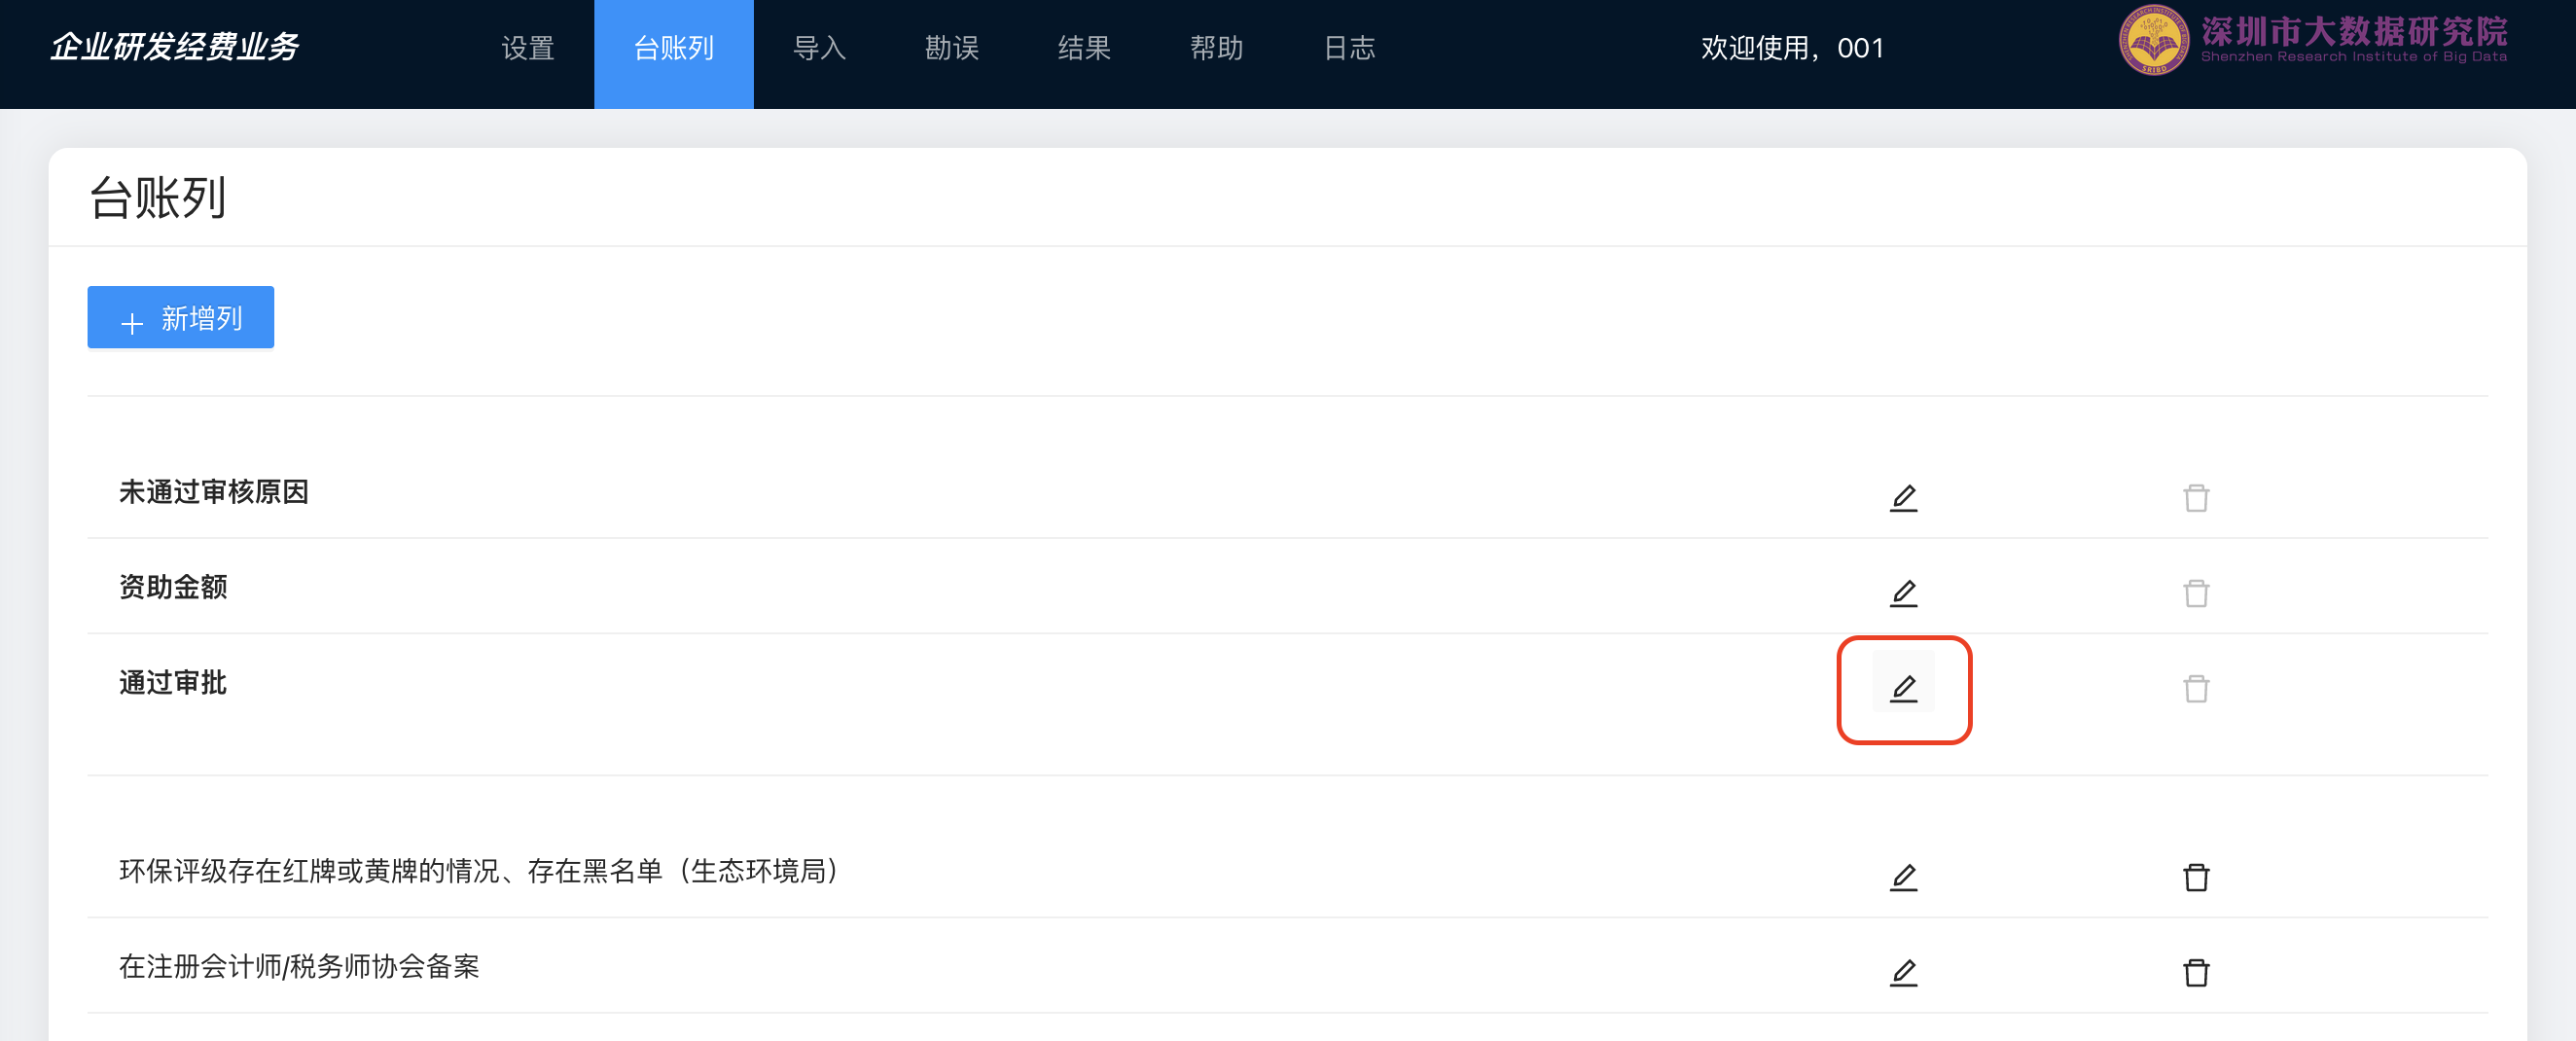 企业研发经费业务 设置 台账列 导入 勘误 结果 帮助 日志 欢迎使用，001 深圳市大数据研究院
Shenzhen Research Institute of Big Data
SRIBD
台账列
+ 新增列
未通过审核原因
资助金额
通过审批
环保评级存在红牌或黄牌的情况、存在黑名单（生态环境局）
在注册会计师/税务师协会备案